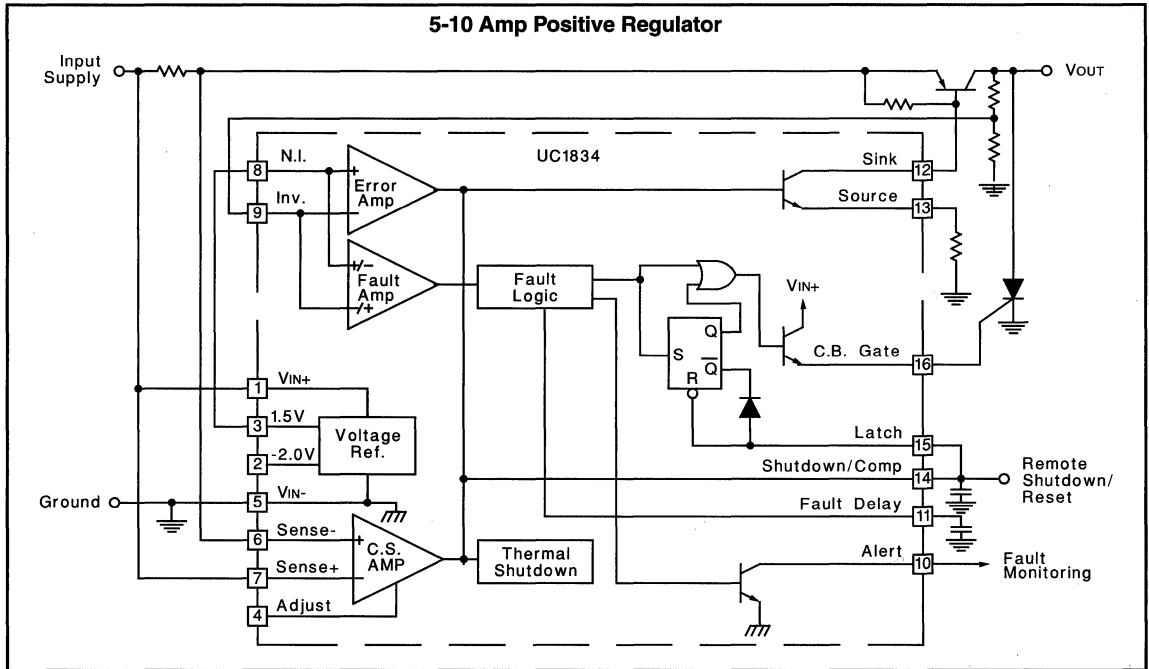 5-10 Amp Positive Regulator
Input
Supply
VOUT
UC1834
8
N.I.
+
Error
Amp
Sink
12
9
Inv.
−
Source
13
+/−
Fault
Amp
−/+
Fault
Logic
VIN+
Q
S
Q
R
C.B. Gate
16
1
VIN+
3
1.5V
Voltage
Ref.
2
-2.0V
Latch
15
Shutdown/Comp
14
Remote
Shutdown/
Reset
Ground
5
VIN-
Fault Delay
11
6
Sense-
+
C.S.
AMP
7
Sense+
−
Thermal
Shutdown
Alert
10
Fault
Monitoring
4
Adjust